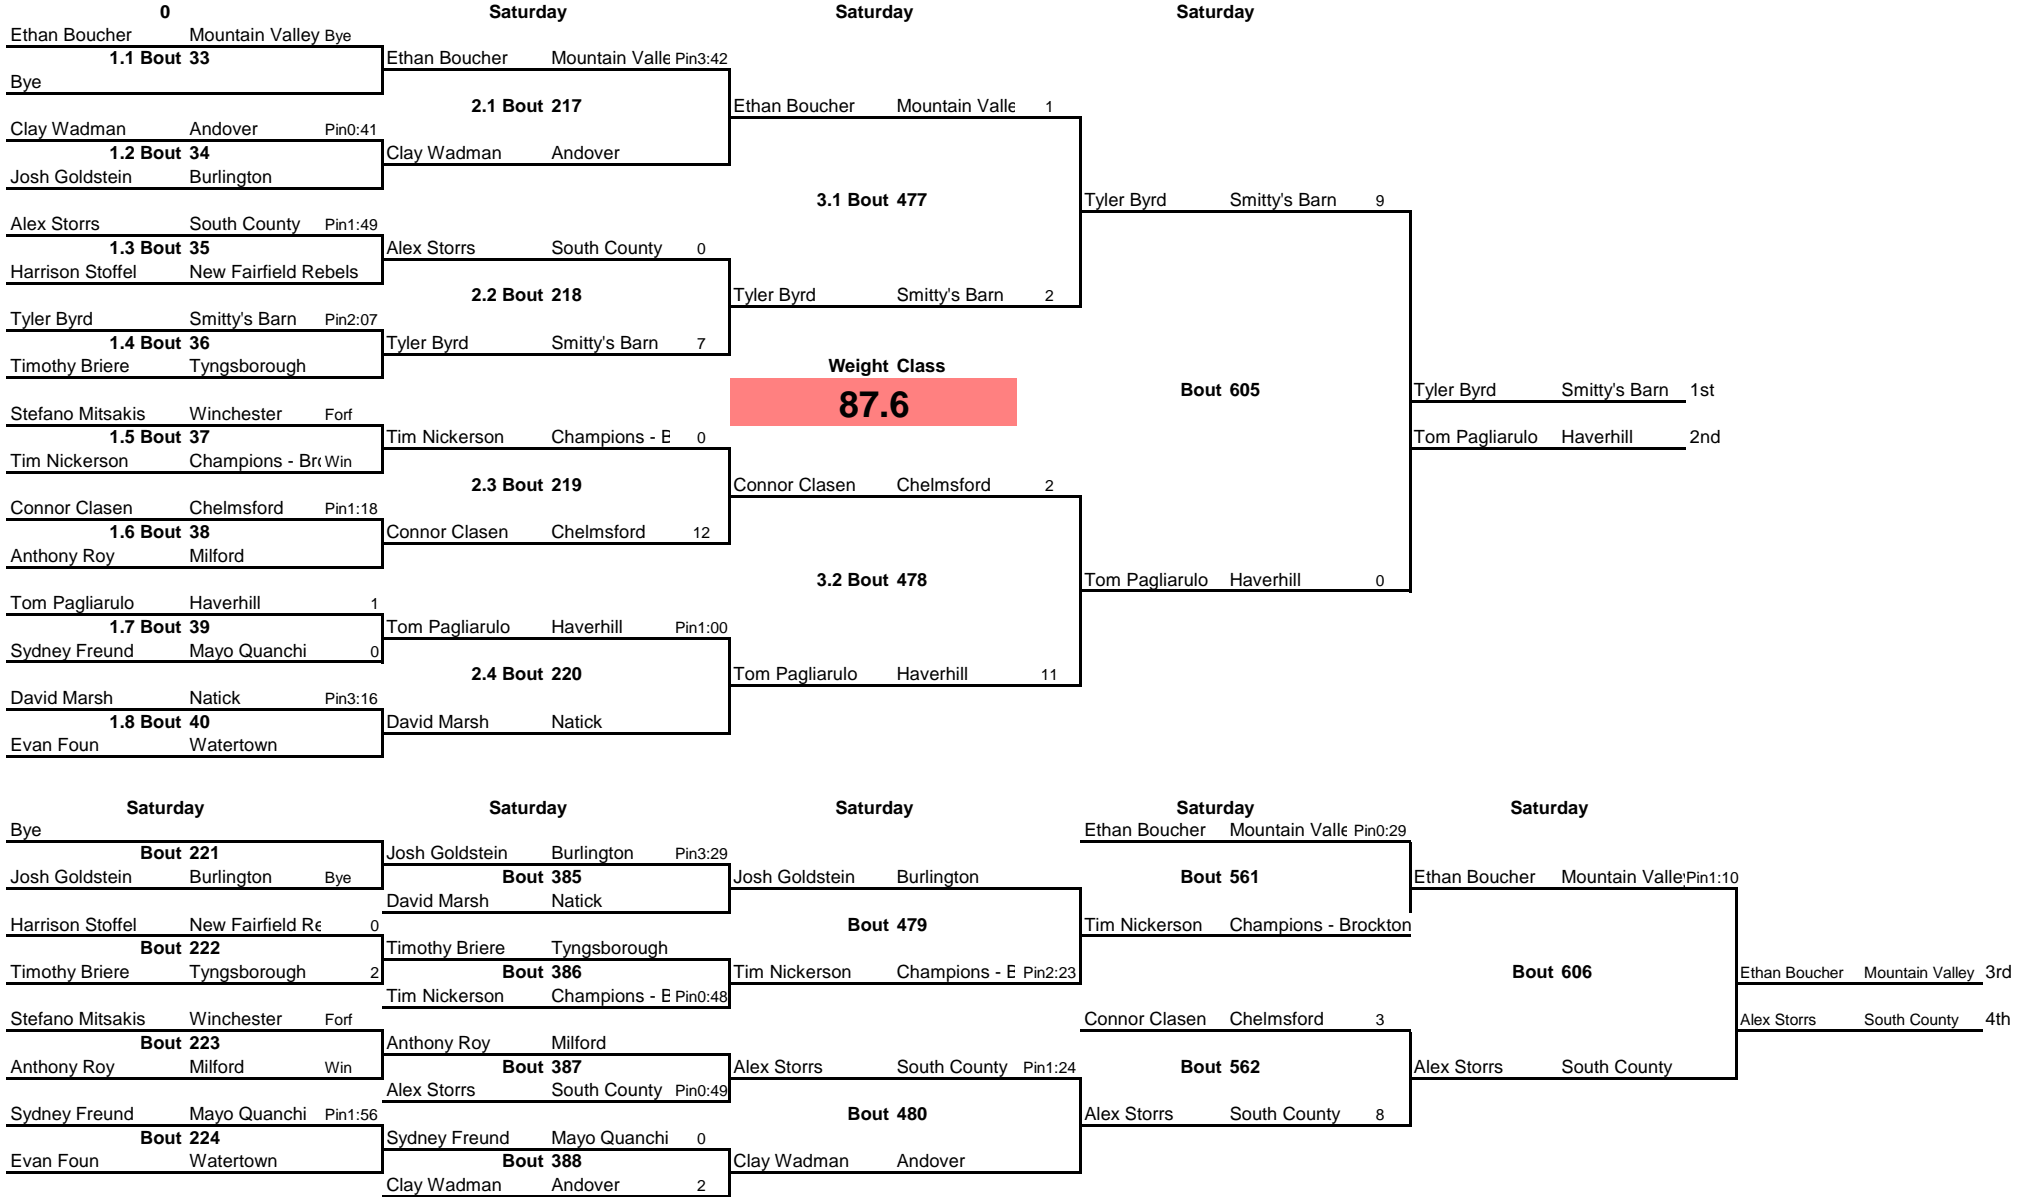 0 Saturday Saturday Saturday
Ethan Boucher Mountain Valley Bye
1.1 Bout 33 Ethan Boucher Mountain Valle Pin3:42
Bye
2.1 Bout 217 Ethan Boucher Mountain Valle 1
Clay Wadman Andover Pin0:41
1.2 Bout 34 Clay Wadman Andover
Josh Goldstein Burlington
3.1 Bout 477 Tyler Byrd Smitty's Barn 9
Alex Storrs South County Pin1:49
1.3 Bout 35 Alex Storrs South County 0
Harrison Stoffel New Fairfield Rebels
2.2 Bout 218 Tyler Byrd Smitty's Barn 2
Tyler Byrd Smitty's Barn Pin2:07
1.4 Bout 36 Tyler Byrd Smitty's Barn 7
Timothy Briere Tyngsborough Weight Class
Bout 605 Tyler Byrd Smitty's Barn 1st
87.6
Stefano Mitsakis Winchester Forf
1.5 Bout 37 Tim Nickerson Champions - B 0 Tom Pagliarulo Haverhill 2nd
Tim Nickerson Champions - Bro Win
2.3 Bout 219 Connor Clasen Chelmsford 2
Connor Clasen Chelmsford Pin1:18
1.6 Bout 38 Connor Clasen Chelmsford 12
Anthony Roy Milford
3.2 Bout 478 Tom Pagliarulo Haverhill 0
Tom Pagliarulo Haverhill 1
1.7 Bout 39 Tom Pagliarulo Haverhill Pin1:00
Sydney Freund Mayo Quanchi 0
2.4 Bout 220 Tom Pagliarulo Haverhill 11
David Marsh Natick Pin3:16
1.8 Bout 40 David Marsh Natick
Evan Foun Watertown
Saturday Saturday Saturday Saturday Saturday
Bye Ethan Boucher Mountain Valle Pin0:29
Bout 221 Josh Goldstein Burlington Pin3:29
Josh Goldstein Burlington Bye Bout 385 Josh Goldstein Burlington Bout 561 Ethan Boucher Mountain Valley Pin1:10
David Marsh Natick
Harrison Stoffel New Fairfield Re 0 Bout 479 Tim Nickerson Champions - Brockton
Bout 222 Timothy Briere Tyngsborough
Timothy Briere Tyngsborough 2 Bout 386 Tim Nickerson Champions - B Pin2:23 Bout 606 Ethan Boucher Mountain Valley 3rd
Tim Nickerson Champions - B Pin0:48
Stefano Mitsakis Winchester Forf Connor Clasen Chelmsford 3 Alex Storrs South County 4th
Bout 223 Anthony Roy Milford
Anthony Roy Milford Win Bout 387 Alex Storrs South County Pin1:24 Bout 562 Alex Storrs South County
Alex Storrs South County Pin0:49
Sydney Freund Mayo Quanchi Pin1:56 Bout 480 Alex Storrs South County 8
Bout 224 Sydney Freund Mayo Quanchi 0
Evan Foun Watertown Bout 388 Clay Wadman Andover
Clay Wadman Andover 2